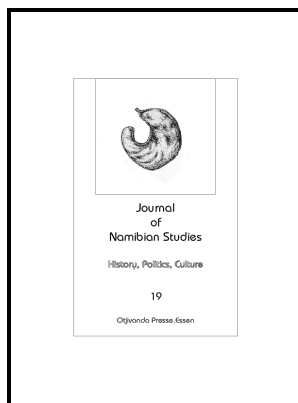 Journal
of
Namibian Studies
History, Politics, Culture
19
Otjivanda Presse.Essen